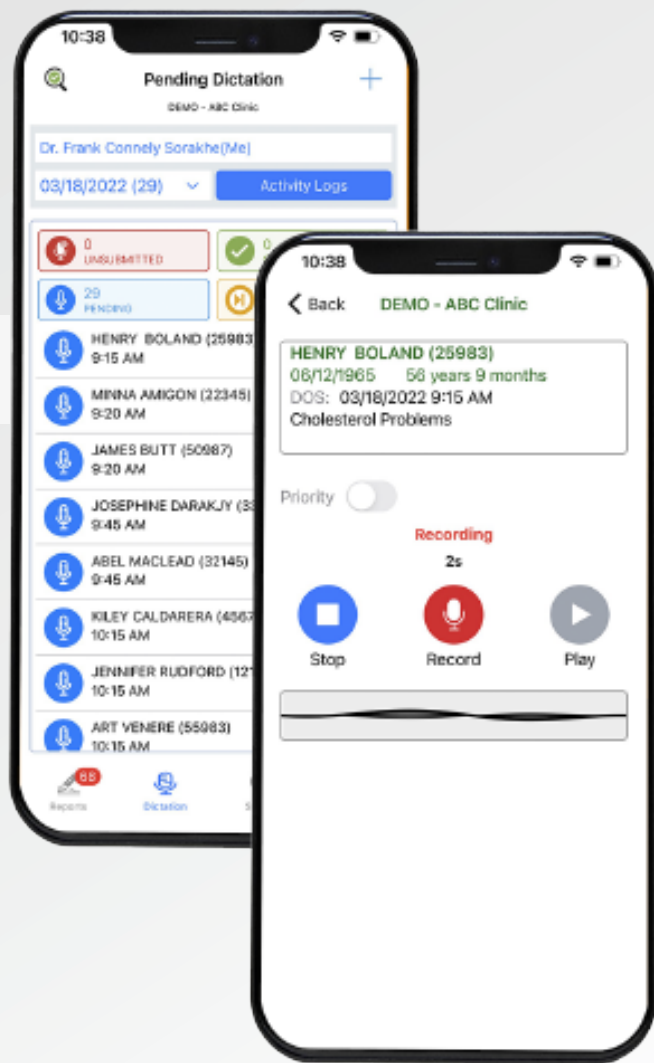 10:38
Pending Dictation
DEMO - ABC Clinic
Dr. Frank Connely Sorakhe(Me)
03/18/2022 (29)
Activity Logs
0
UNSUBMITTED
0
29
PENDING
HENRY BOLAND (25983
9:15 AM
MINNA AMIGON (22345)
9:20 AM
JAMES BUTT (50987)
9:20 AM
JOSEPHINE DARAKJY (
9:45 AM
ABEL MACLEAD (32145)
9:45 AM
KILEY CALDARERA (4567
10:15 AM
JENNIFER RUDFORD (121
10:15 AM
ART VENERE (55983)
10:15 AM
68
Reports
Dictation
10:38
Back
DEMO - ABC Clinic
HENRY BOLAND (25983)
06/12/1965 56 years 9 months
DOS: 03/18/2022 9:15 AM
Cholesterol Problems
Priority
Recording
2s
Stop
Record
Play